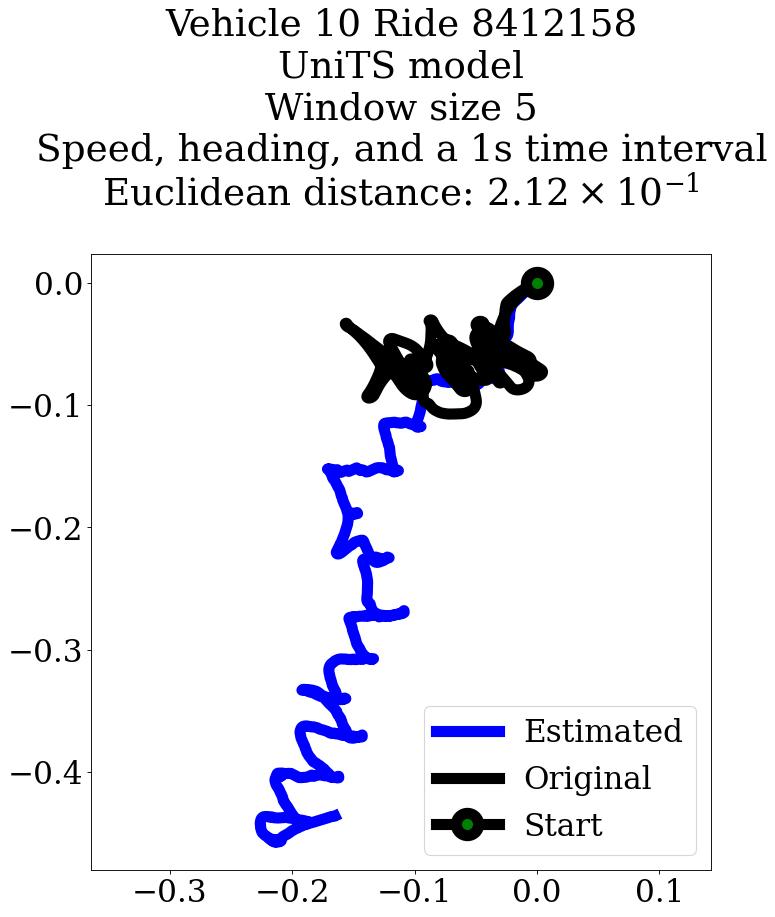 Vehicle 10 Ride 8412158
UniTS model
Window size 5
Speed, heading, and a 1s time interval
Euclidean distance: 2.12 × 10⁻¹
0.0
−0.1
−0.2
−0.3
−0.4
−0.3
−0.2
−0.1
0.0
0.1
Estimated
Original
Start